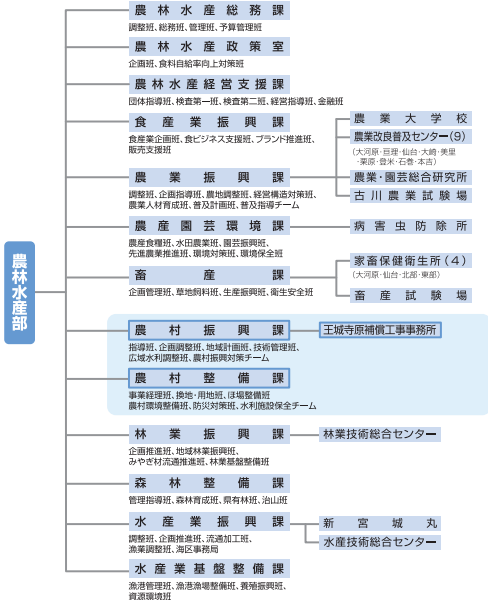 農林水産部
農林水産総務課
調整班、総務班、管理班、予算管理班
農林水産政策室
企画班、食料自給率向上対策班
農林水産経営支援課
団体指導班、検査第一班、検査第二班、経営指導班、金融班
食産業振興課
食産業企画班、食ビジネス支援班、ブランド推進班、
販売支援班
農業振興課
調整班、企画指導班、農地調整班、経営構造対策班、
農業人材育成班、普及計画班、普及指導チーム
農業大学校
農業改良普及センター(9)
(大河原・亘理・仙台・大崎・美里
・栗原・登米・石巻・本吉)
農業・園芸総合研究所
古川農業試験場
農産園芸環境課
農産食糧班、水田農業班、園芸振興班、
先進農業推進班、環境対策班、環境保全班
病害虫防除所
畜産課
企画管理班、草地飼料班、生産振興班、衛生安全班
家畜保健衛生所(4)
(大河原・仙台・北部・東部)
畜産試験場
農村振興課
指導班、企画調整班、地域計画班、技術管理班、
広域水利調整班、農村振興対策チーム
王城寺原補償工事事務所
農村整備課
事業経理班、換地・用地班、ほ場整備班
農村環境整備班、防災対策班、水利施設保全チーム
林業振興課
企画推進班、地域林業振興班、
みやぎ材流通推進班、林業基盤整備班
林業技術総合センター
森林整備課
管理指導班、森林育成班、県有林班、治山班
水産業振興課
調整班、企画推進班、流通加工班、
漁業調整班、海区事務局
新宮城丸
水産技術総合センター
水産業基盤整備課
漁港管理班、漁港漁場整備班、養殖振興班、
資源環境班